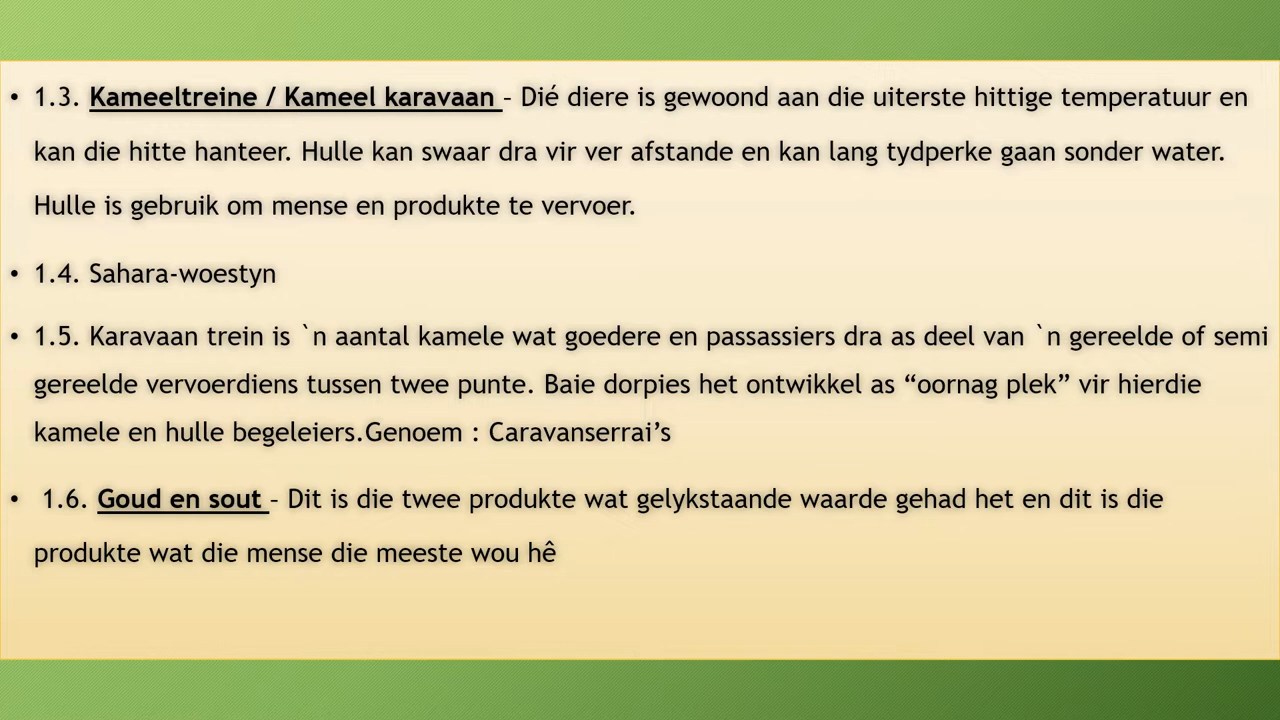 • 1.3. Kameeltreine / Kameel karavaan – Dié diere is gewoond aan die uiterste hittige temperatuur en
kan die hitte hanteer. Hulle kan swaar dra vir ver afstande en kan lang tydperke gaan sonder water.
Hulle is gebruik om mense en produkte te vervoer.
• 1.4. Sahara-woestyn
• 1.5. Karavaan trein is `n aantal kamele wat goedere en passassiers dra as deel van `n gereelde of semi
gereelde vervoerdiens tussen twee punte. Baie dorpies het ontwikkel as “oornag plek” vir hierdie
kamele en hulle begeleiers.Genoem : Caravanserrai’s
• 1.6. Goud en sout – Dit is die twee produkte wat gelykstaande waarde gehad het en dit is die
produkte wat die mense die meeste wou hê